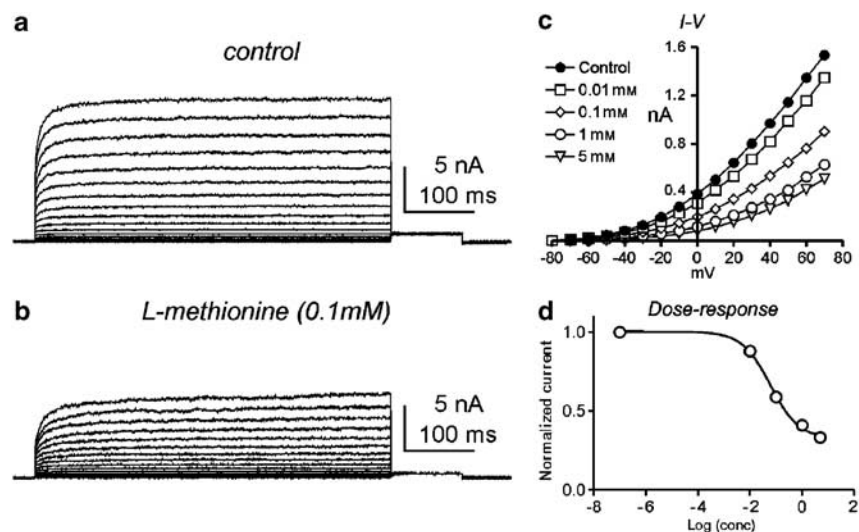 a
control
5 nA
100 ms
b
L-methionine (0.1mM)
5 nA
100 ms
c
I-V
1.6
1.2
nA
0.8
0.4
Control
0.01 mM
0.1 mM
1 mM
5 mM
-80 -60 -40 -20 0 20 40 60 80
mV
d
Dose-response
Normalized current
1.0
0.5
0.0
-8 -6 -4 -2 0 2
Log (conc)